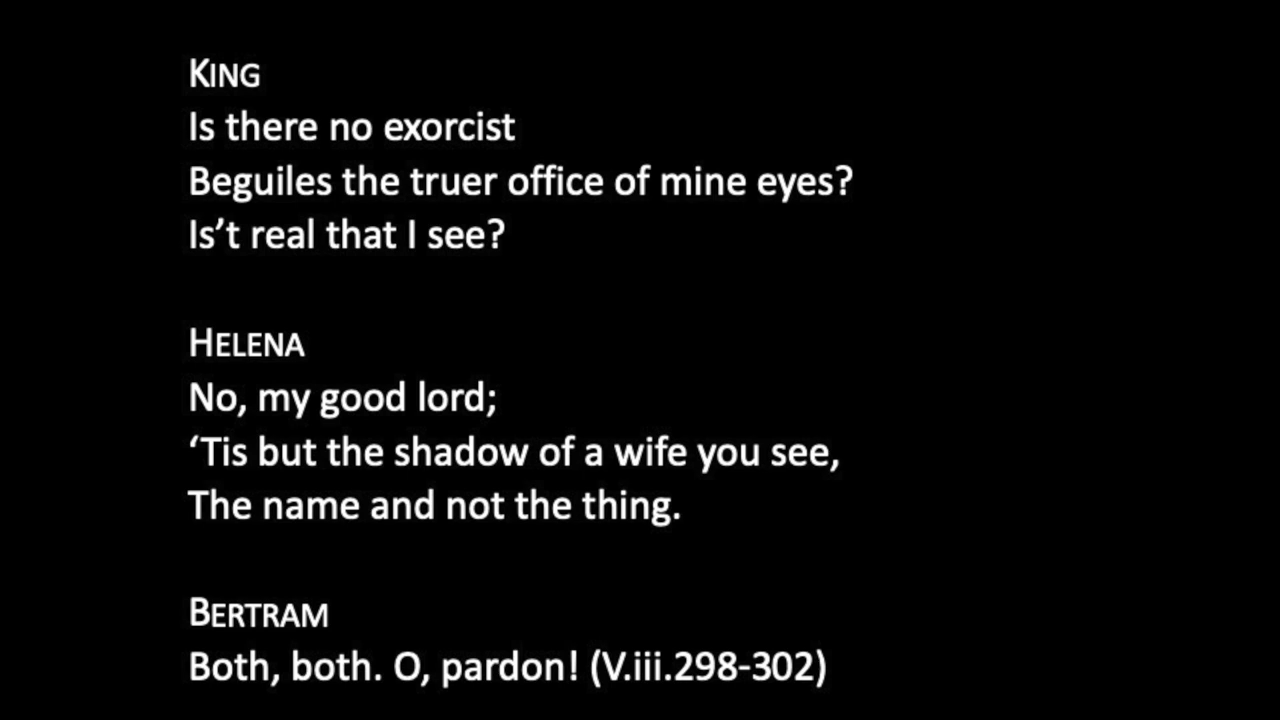 KING
Is there no exorcist
Beguiles the truer office of mine eyes?
Is’t real that I see?
HELENA
No, my good lord;
‘Tis but the shadow of a wife you see,
The name and not the thing.
BERTRAM
Both, both. O, pardon! (V.iii.298-302)